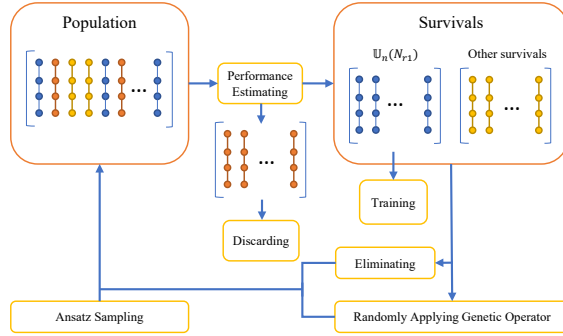 Population
Survivals
𝕌n(Nr1)
Other survivals
Performance
Estimating
...
...
...
...
Training
Discarding
Eliminating
Ansatz Sampling
Randomly Applying Genetic Operator